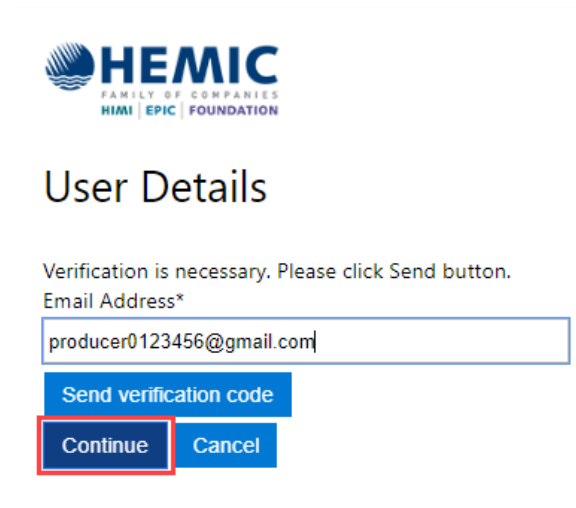 HEMIC
FAMILY OF COMPANIES
HIMI | EPIC | FOUNDATION
User Details
Verification is necessary. Please click Send button.
Email Address*
producer0123456@gmail.com
Send verification code
Continue Cancel